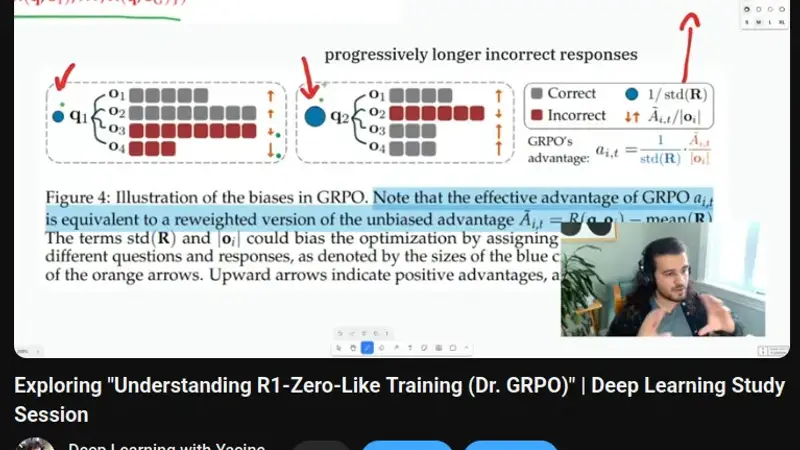 progressively longer incorrect responses
q1
o1
o2
o3
o4
q2
o1
o2
o3
o4
Correct
1/std(R)
Incorrect
Ã i,t/|oi|
GRPO's
advantage:
a i,t = 1/std(R) · Ã i,t/|oi|
Figure 4: Illustration of the biases in GRPO. Note that the effective advantage of GRPO a i,t
is equivalent to a reweighted version of the unbiased advantage Ã i,t = R(q, oi) − mean(R)
The terms std(R) and |oi| could bias the optimization by assigning
different questions and responses, as denoted by the sizes of the blue c
of the orange arrows. Upward arrows indicate positive advantages, a
Exploring "Understanding R1-Zero-Like Training (Dr. GRPO)" | Deep Learning Study
Session
Deep Learning with Yacine